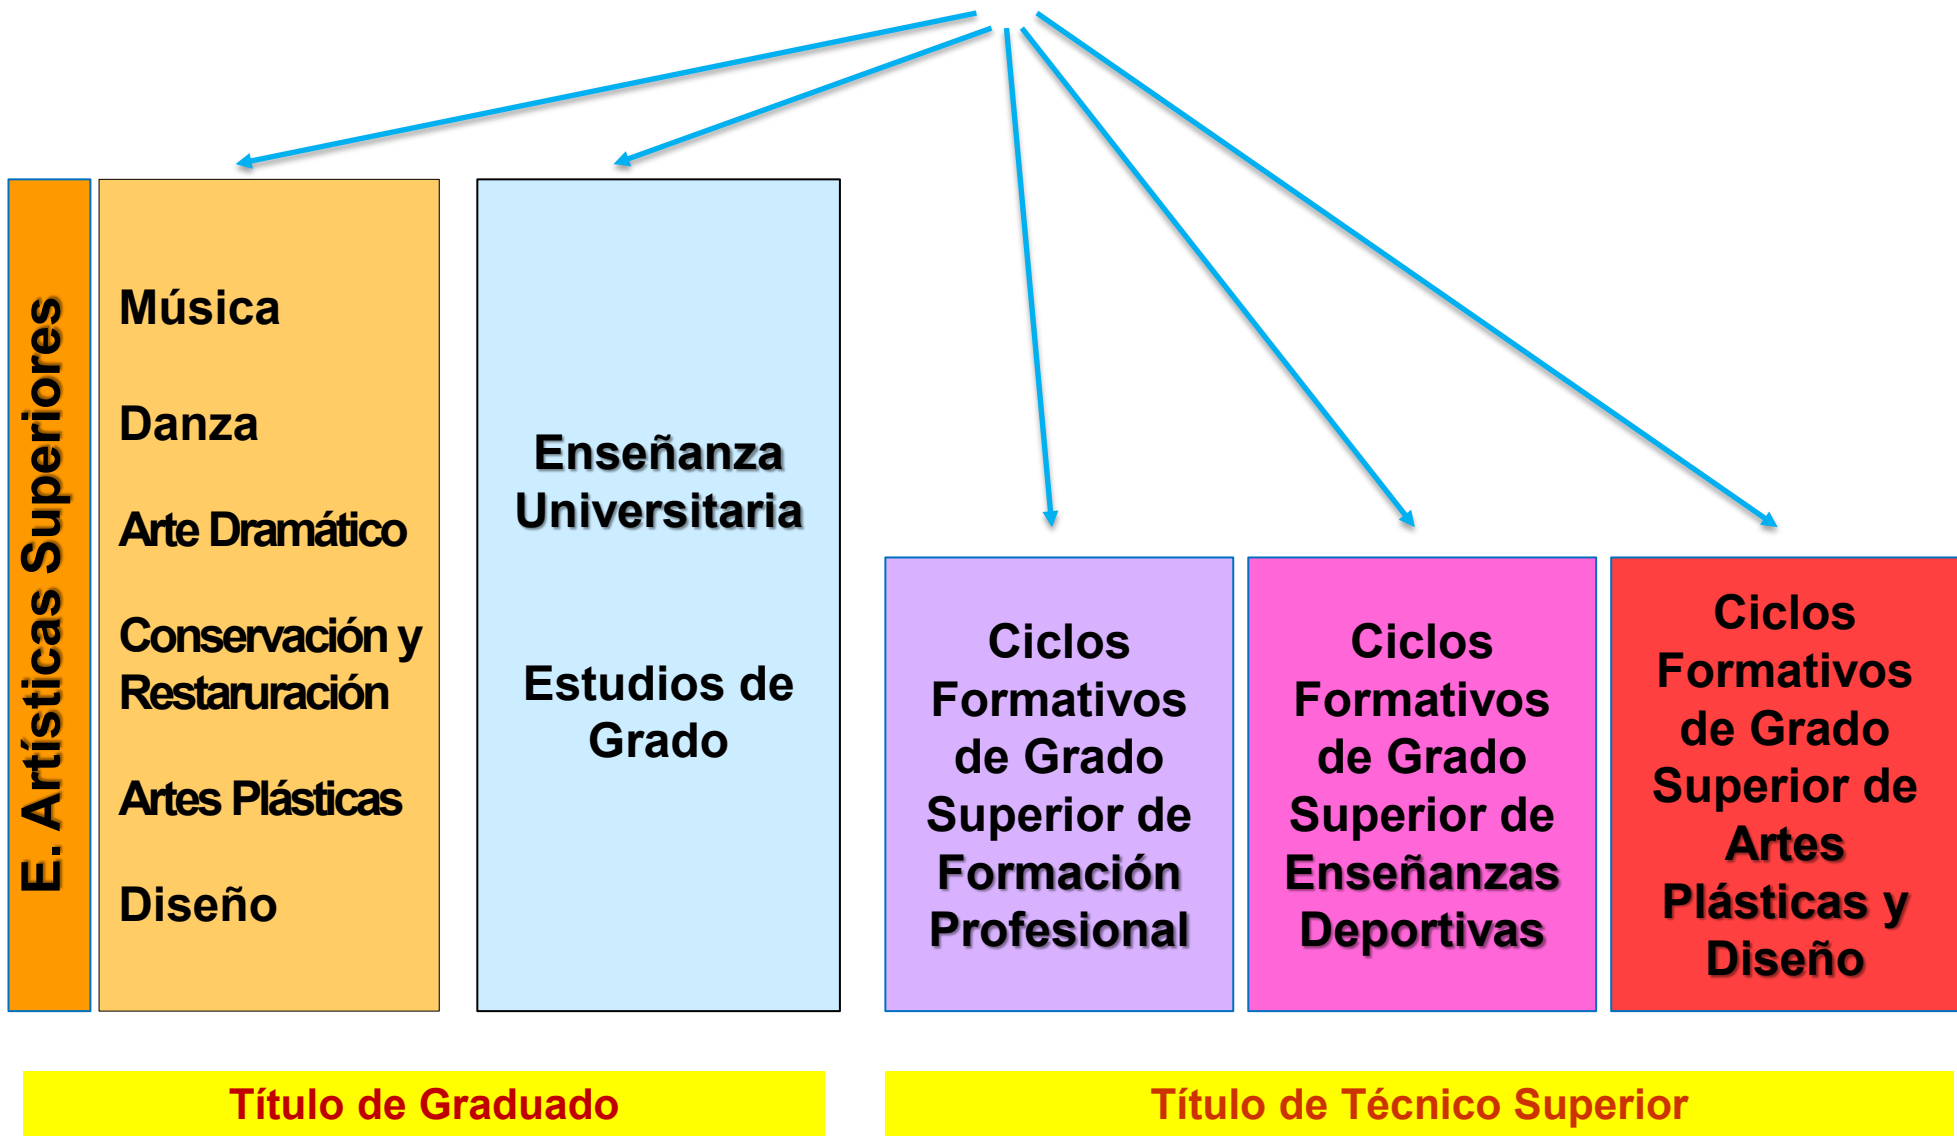 E. Artísticas Superiores
Música
Danza
Arte Dramático
Conservación y
Restaruración
Artes Plásticas
Diseño
Enseñanza
Universitaria
Estudios de
Grado
Ciclos
Formativos
de Grado
Superior de
Formación
Profesional
Ciclos
Formativos
de Grado
Superior de
Enseñanzas
Deportivas
Ciclos
Formativos
de Grado
Superior de
Artes
Plásticas y
Diseño
Título de Graduado
Título de Técnico Superior